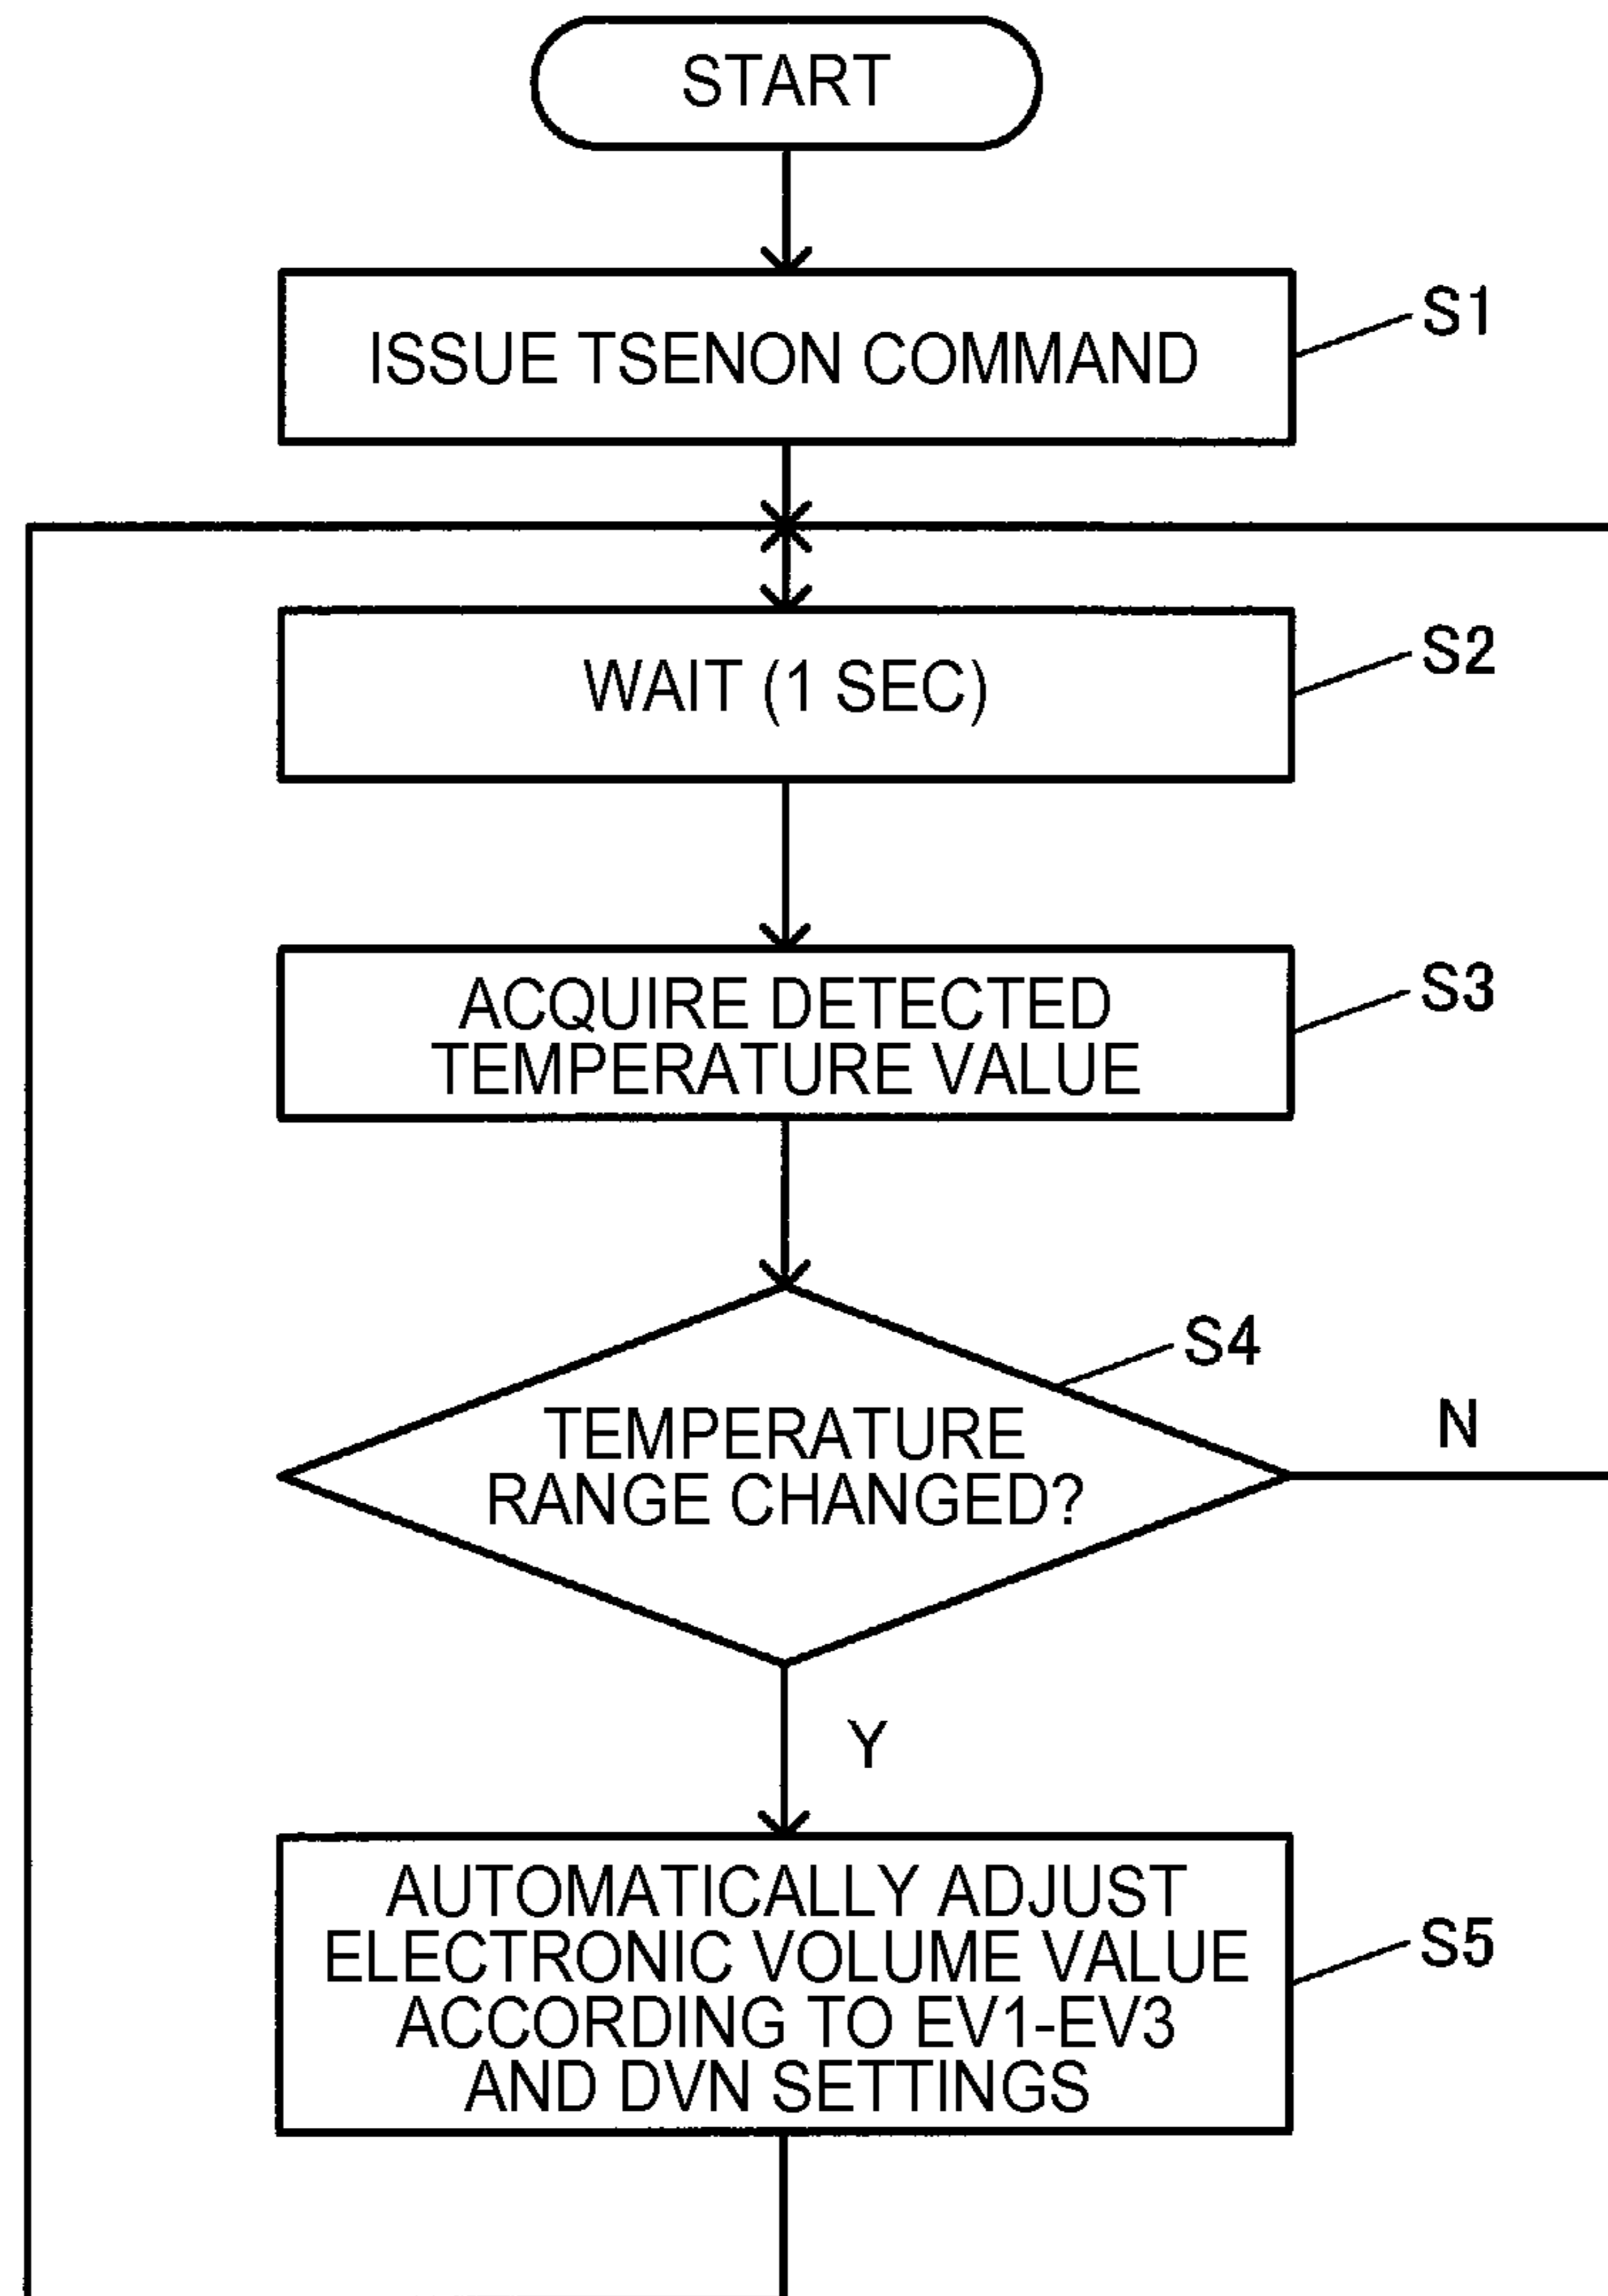 START
ISSUE TSENON COMMAND
S1
WAIT (1 SEC)
S2
ACQUIRE DETECTED
TEMPERATURE VALUE
S3
S4
TEMPERATURE
RANGE CHANGED?
N
Y
AUTOMATICALLY ADJUST
ELECTRONIC VOLUME VALUE
ACCORDING TO EV1-EV3
AND DVN SETTINGS
S5